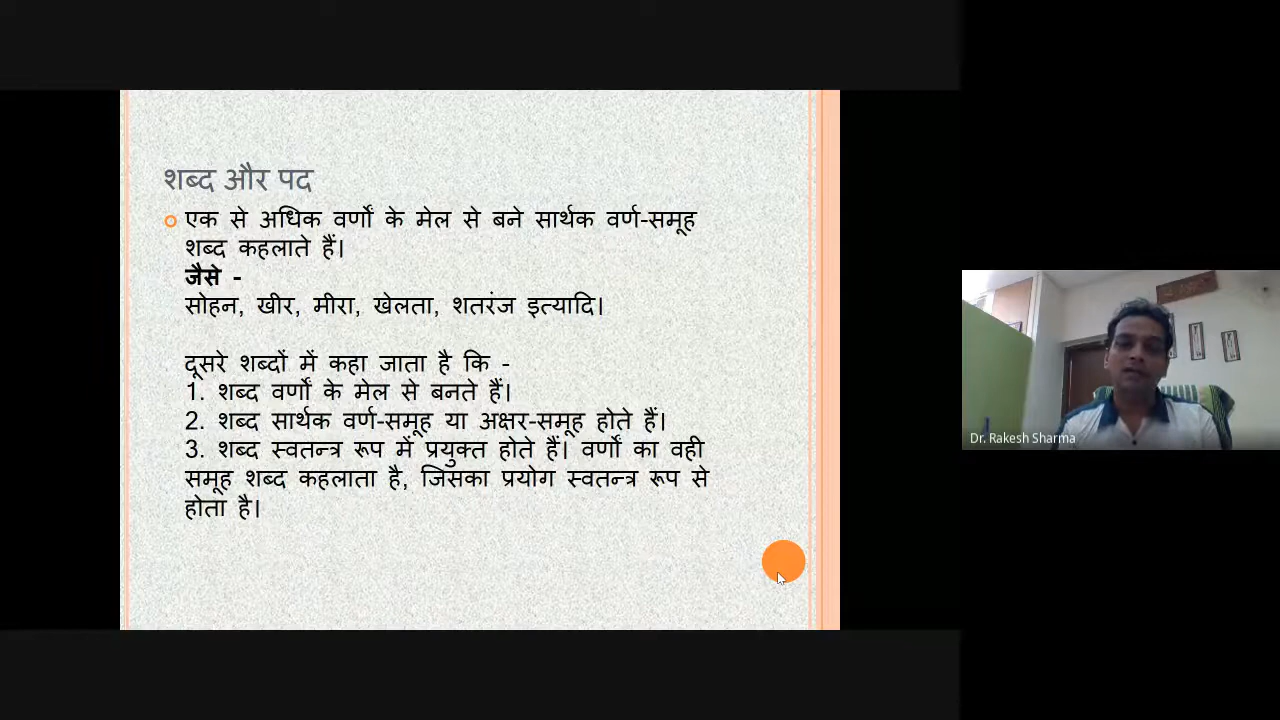 शब्द और पद
एक से अधिक वर्णों के मेल से बने सार्थक वर्ण-समूह
शब्द कहलाते हैं।
जैसे -
सोहन, खीर, मीरा, खेलता, शतरंज इत्यादि।
दूसरे शब्दों में कहा जाता है कि -
1. शब्द वर्णों के मेल से बनते हैं।
2. शब्द सार्थक वर्ण-समूह या अक्षर-समूह होते हैं।
3. शब्द स्वतन्त्र रूप में प्रयुक्त होते हैं। वर्णों का वही
समूह शब्द कहलाता है, जिसका प्रयोग स्वतन्त्र रूप से
होता है।
Dr. Rakesh Sharma